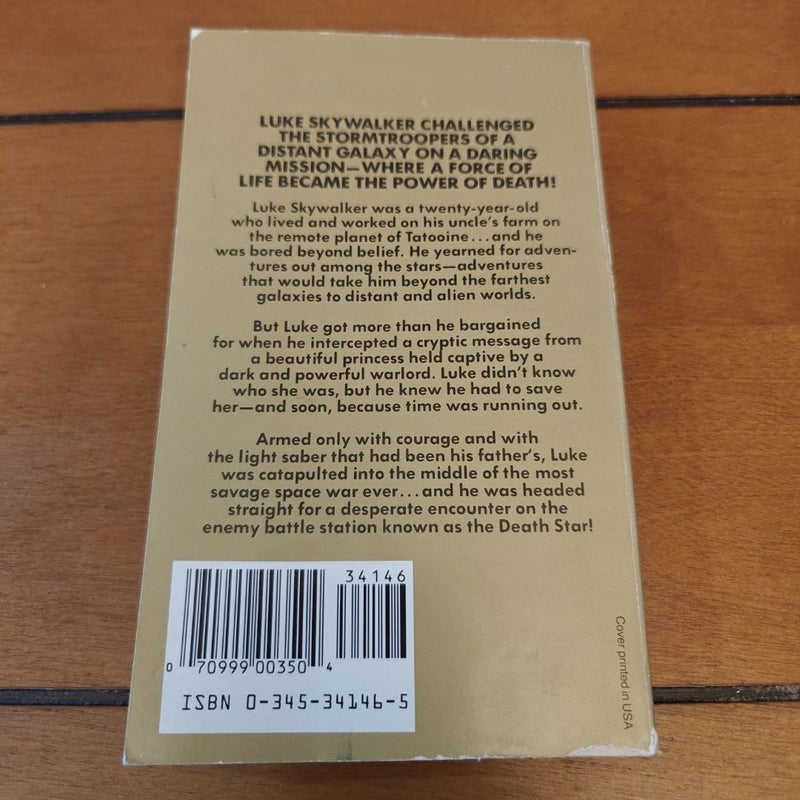 LUKE SKYWALKER CHALLENGED
THE STORMTROOPERS OF A
DISTANT GALAXY ON A DARING
MISSION—WHERE A FORCE OF
LIFE BECAME THE POWER OF DEATH!
Luke Skywalker was a twenty-year-old
who lived and worked on his uncle's farm on
the remote planet of Tatooine...and he
was bored beyond belief. He yearned for adven-
tures out among the stars—adventures
that would take him beyond the farthest
galaxies to distant and alien worlds.
But Luke got more than he bargained
for when he intercepted a cryptic message from
a beautiful princess held captive by a
dark and powerful warlord. Luke didn't know
who she was, but he knew he had to save
her—and soon, because time was running out.
Armed only with courage and with
the light saber that had been his father's, Luke
was catapulted into the middle of the most
savage space war ever...and he was headed
straight for a desperate encounter on the
enemy battle station known as the Death Star!
34146
0 70999 00350 4
ISBN 0-345-34146-5
Cover printed in USA